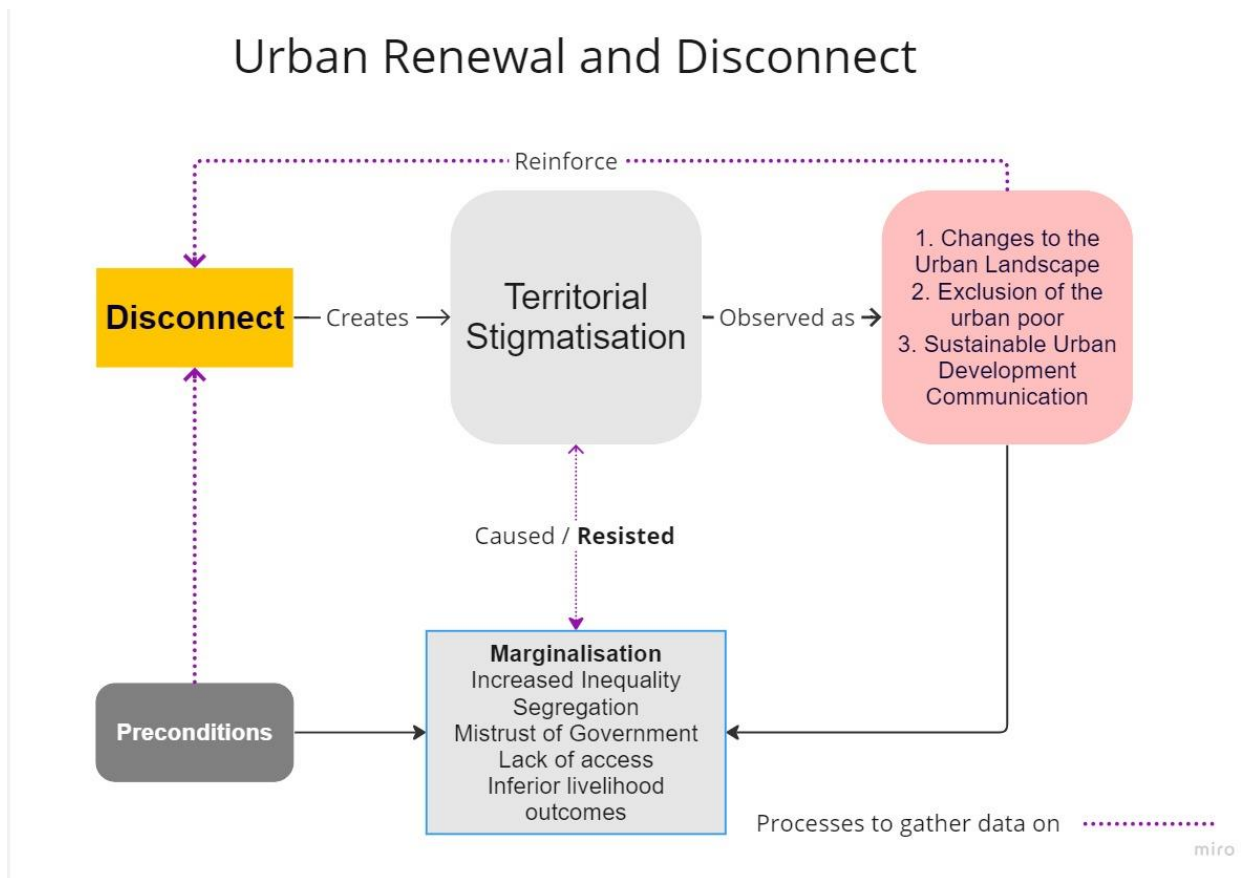 Urban Renewal and Disconnect
Reinforce
Disconnect
Creates
Territorial
Stigmatisation
Observed as
1. Changes to the
Urban Landscape
2. Exclusion of the
urban poor
3. Sustainable Urban
Development
Communication
Caused / Resisted
Preconditions
Marginalisation
Increased Inequality
Segregation
Mistrust of Government
Lack of access
Inferior livelihood
outcomes
Processes to gather data on
miro